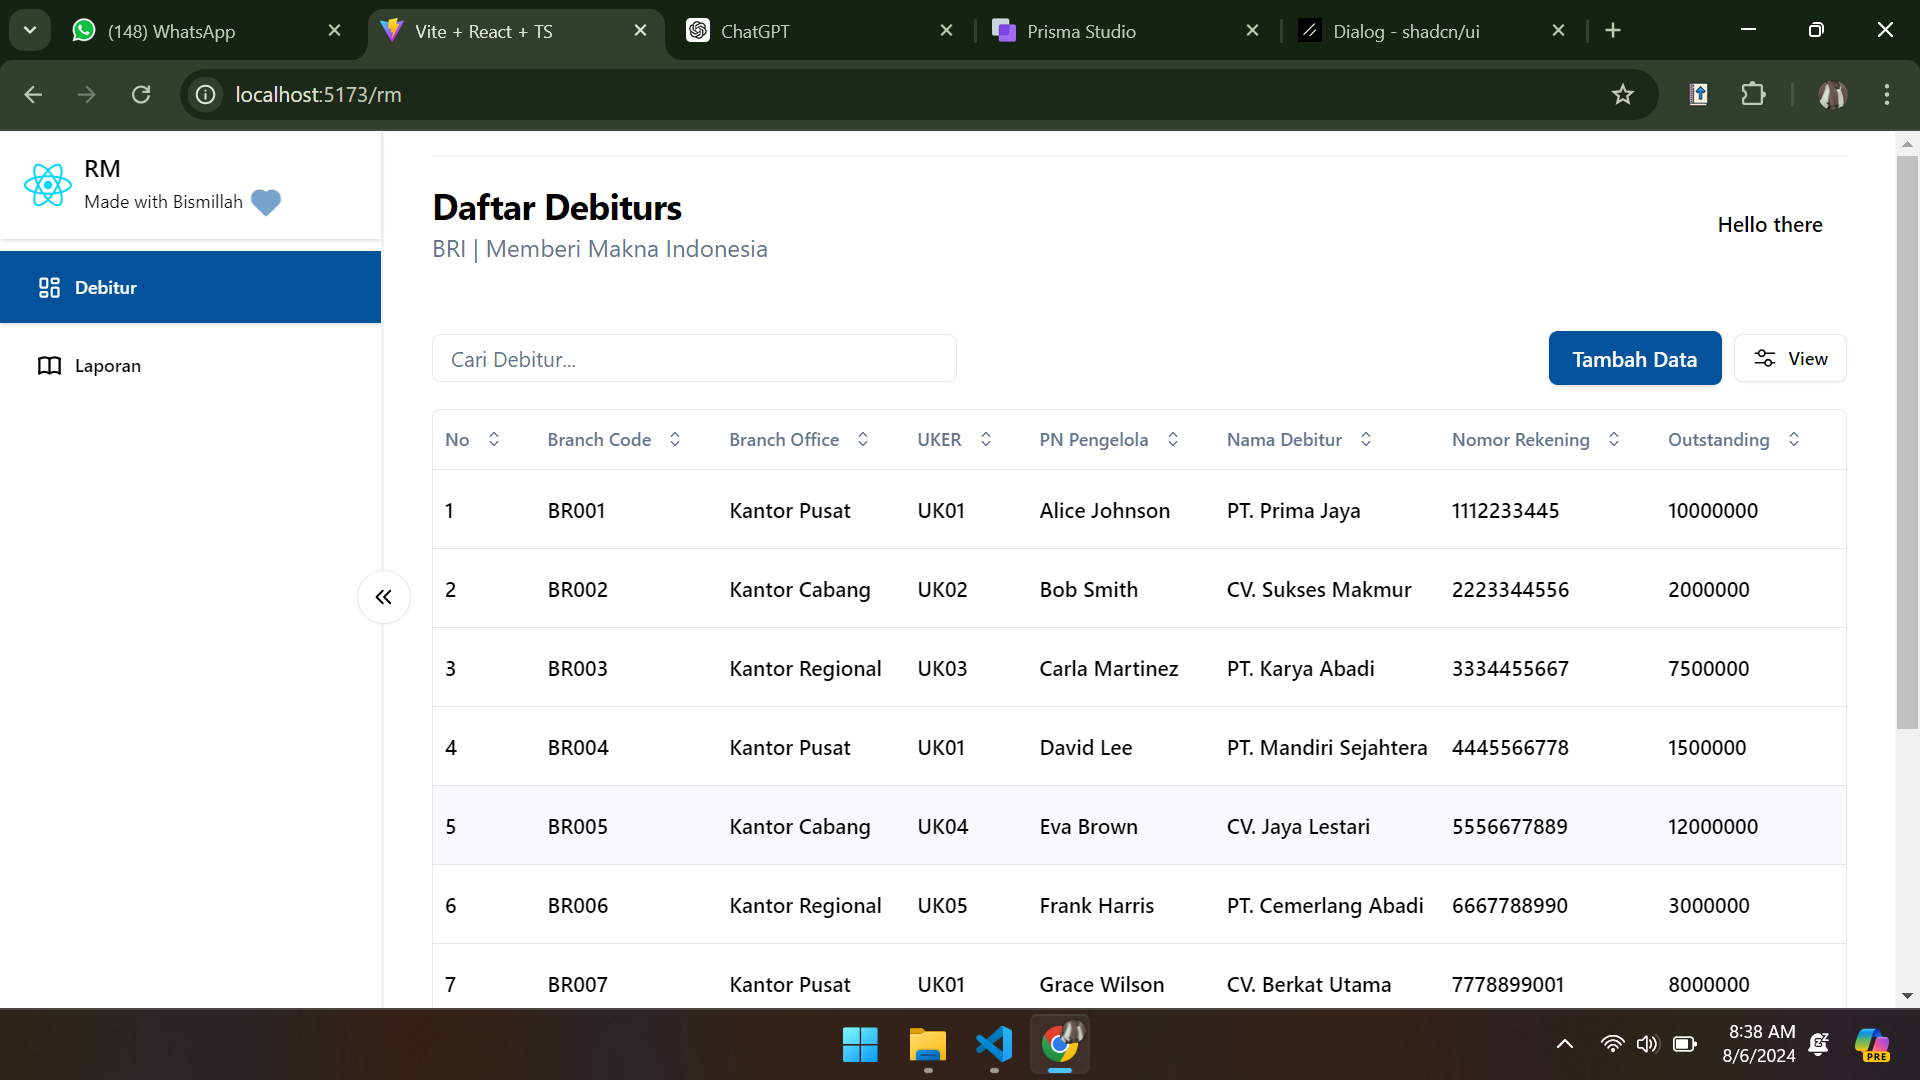 (148) WhatsApp
Vite + React + TS
ChatGPT
Prisma Studio
Dialog - shadcn/ui
localhost:5173/rm
RM
Made with Bismillah
Debitur
Laporan
Daftar Debiturs
BRI | Memberi Makna Indonesia
Hello there
Cari Debitur...
Tambah Data
View
No Branch Code Branch Office UKER PN Pengelola Nama Debitur Nomor Rekening Outstanding
1 BR001 Kantor Pusat UK01 Alice Johnson PT. Prima Jaya 1112233445 10000000
2 BR002 Kantor Cabang UK02 Bob Smith CV. Sukses Makmur 2223344556 2000000
3 BR003 Kantor Regional UK03 Carla Martinez PT. Karya Abadi 3334455667 7500000
4 BR004 Kantor Pusat UK01 David Lee PT. Mandiri Sejahtera 4445566778 1500000
5 BR005 Kantor Cabang UK04 Eva Brown CV. Jaya Lestari 5556677889 12000000
6 BR006 Kantor Regional UK05 Frank Harris PT. Cemerlang Abadi 6667788990 3000000
7 BR007 Kantor Pusat UK01 Grace Wilson CV. Berkat Utama 7778899001 8000000
8:38 AM
8/6/2024
PRE